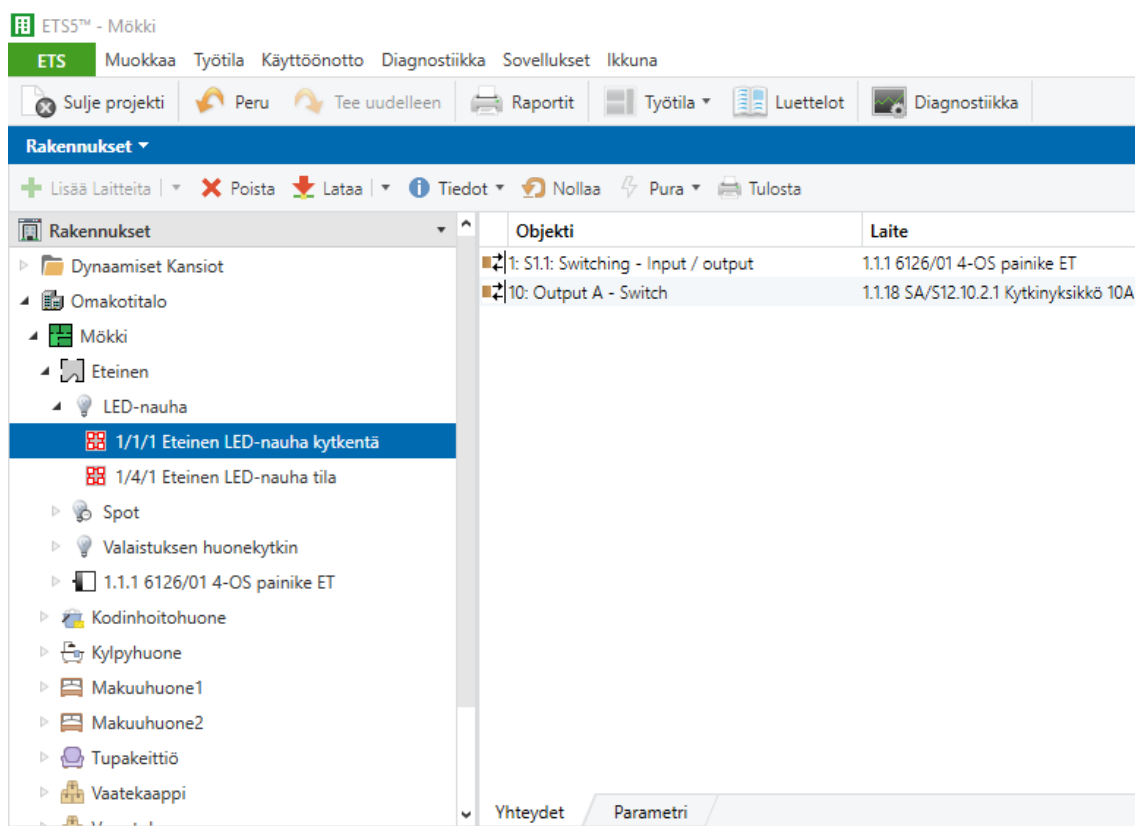 ETS5™ - Mökki
ETS Muokkaa Työtila Käyttöönotto Diagnostiikka Sovellukset Ikkuna
Sulje projekti Peru Tee uudelleen Raportit Työtila Luettelot Diagnostiikka
Rakennukset
Lisää Laitteita Poista Lataa Tiedot Nollaa Pura Tulosta
Rakennukset
Dynaamiset Kansiot
Omakotitalo
Mökki
Eteinen
LED-nauha
1/1/1 Eteinen LED-nauha kytkentä
1/4/1 Eteinen LED-nauha tila
Spot
Valaistuksen huonekytkin
1.1.1 6126/01 4-OS painike ET
Kodinhoitohuone
Kylpyhuone
Makuuhuone1
Makuuhuone2
Tupakeittiö
Vaatekaappi
Objekti Laite
1: S1.1: Switching - Input / output 1.1.1 6126/01 4-OS painike ET
10: Output A - Switch 1.1.18 SA/S12.10.2.1 Kytkinyksikkö 10A
Yhteydet Parametri